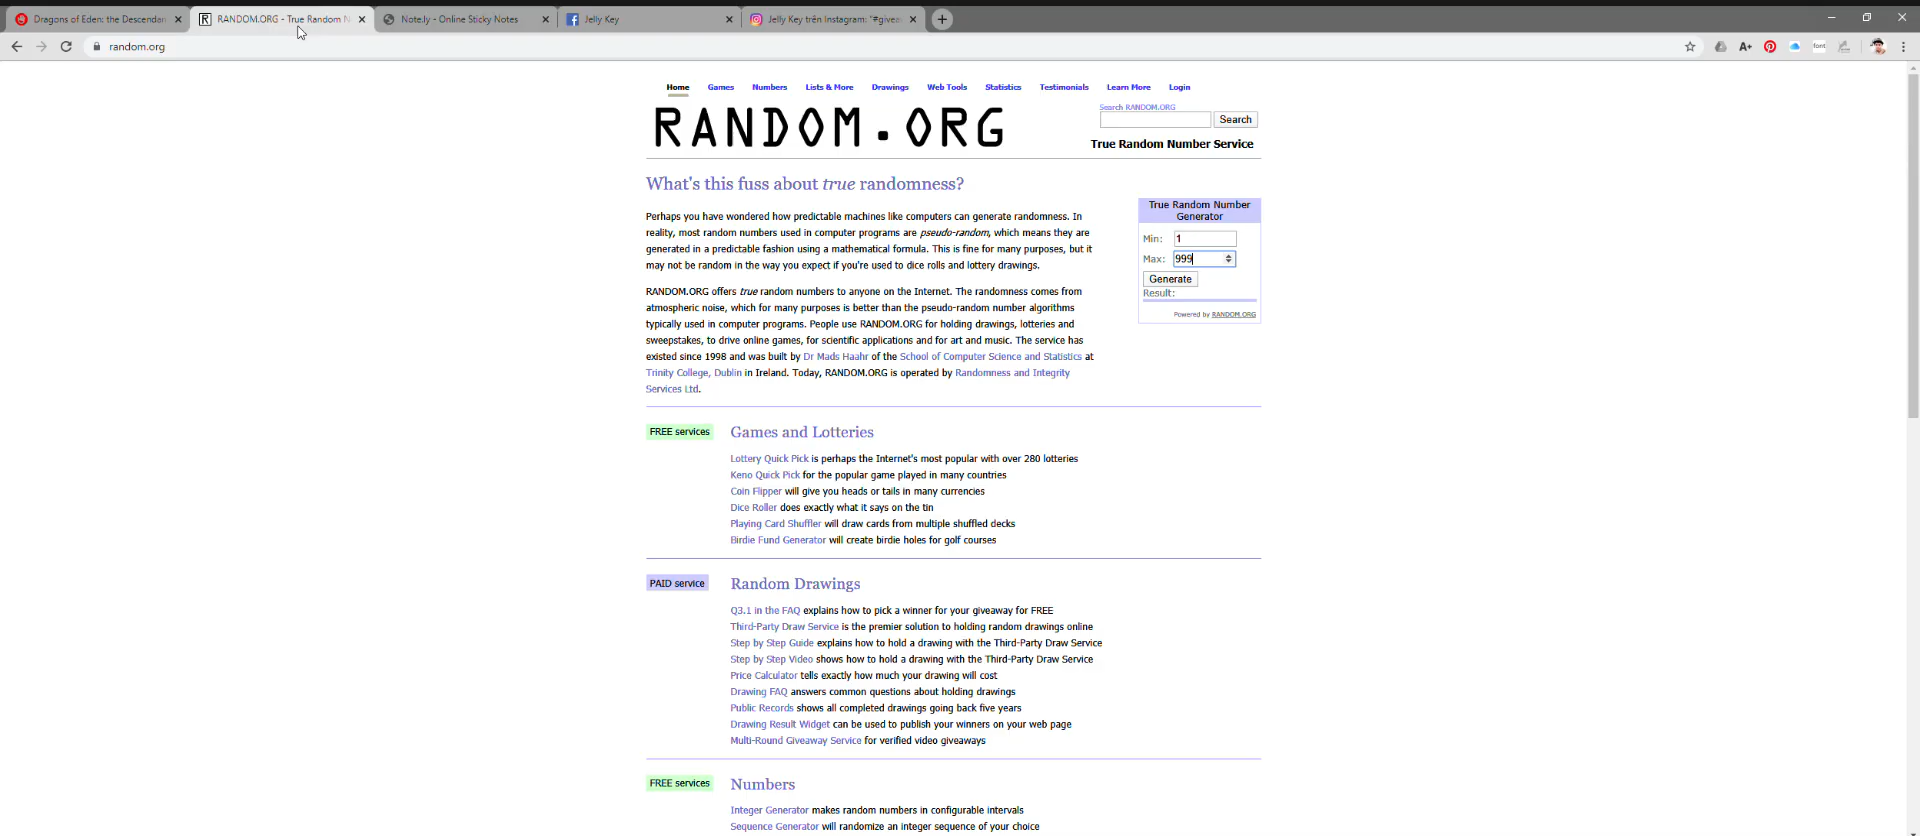 Dragons of Eden: the Descendan
RANDOM.ORG - True Random N
Note.ly - Online Sticky Notes
Jelly Key
Jelly Key trên Instagram: "#givea
random.org
A+
font
Home Games Numbers Lists & More Drawings Web Tools Statistics Testimonials Learn More Login
RANDOM.ORG
Search RANDOM.ORG
Search
True Random Number Service
What's this fuss about true randomness?
Perhaps you have wondered how predictable machines like computers can generate randomness. In
reality, most random numbers used in computer programs are pseudo-random, which means they are
generated in a predictable fashion using a mathematical formula. This is fine for many purposes, but it
may not be random in the way you expect if you're used to dice rolls and lottery drawings.
RANDOM.ORG offers true random numbers to anyone on the Internet. The randomness comes from
atmospheric noise, which for many purposes is better than the pseudo-random number algorithms
typically used in computer programs. People use RANDOM.ORG for holding drawings, lotteries and
sweepstakes, to drive online games, for scientific applications and for art and music. The service has
existed since 1998 and was built by Dr Mads Haahr of the School of Computer Science and Statistics at
Trinity College, Dublin in Ireland. Today, RANDOM.ORG is operated by Randomness and Integrity
Services Ltd.
True Random Number
Generator
Min: 1
Max: 999
Generate
Result:
Powered by RANDOM.ORG
FREE services
Games and Lotteries
Lottery Quick Pick is perhaps the Internet's most popular with over 280 lotteries
Keno Quick Pick for the popular game played in many countries
Coin Flipper will give you heads or tails in many currencies
Dice Roller does exactly what it says on the tin
Playing Card Shuffler will draw cards from multiple shuffled decks
Birdie Fund Generator will create birdie holes for golf courses
PAID service
Random Drawings
Q3.1 in the FAQ explains how to pick a winner for your giveaway for FREE
Third-Party Draw Service is the premier solution to holding random drawings online
Step by Step Guide explains how to hold a drawing with the Third-Party Draw Service
Step by Step Video shows how to hold a drawing with the Third-Party Draw Service
Price Calculator tells exactly how much your drawing will cost
Drawing FAQ answers common questions about holding drawings
Public Records shows all completed drawings going back five years
Drawing Result Widget can be used to publish your winners on your web page
Multi-Round Giveaway Service for verified video giveaways
FREE services
Numbers
Integer Generator makes random numbers in configurable intervals
Sequence Generator will randomize an integer sequence of your choice